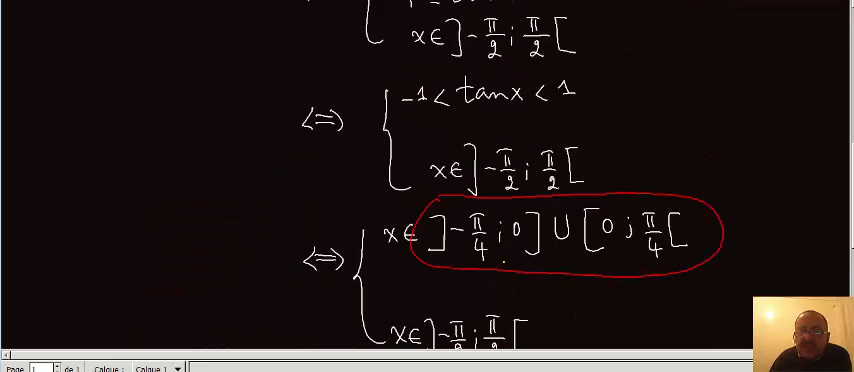 x∈]-π/2 ; π/2[
<=> { -1 < tanx < 1
x∈]-π/2 ; π/2[
<=> { x∈]-π/4 ; 0] U [0 ; π/4[
x∈]-π/2 ; π/2[
Page 1 de 1 Calque : Calque 1